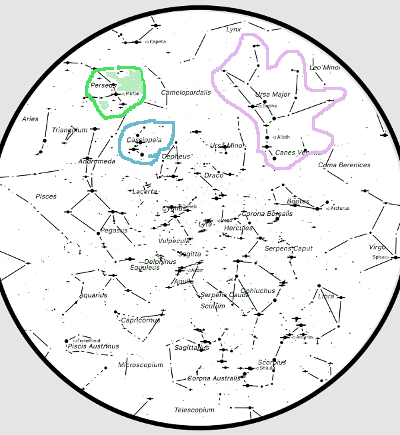 Lynx
Capella
Leo Minor
Perseus
Ursa Major
Camelopardalis
Aries
Triangulum
Cassiopeia
Alioth
Ursa Minor
Canes Venatici
Cepheus
Coma Berenices
Andromeda
Draco
Lacerta
Pisces
Bootes
Arcturus
Corona Borealis
Lyra
Hercules
Pegasus
Vulpecula
Virgo
Serpens Caput
Sagitta
Spica
Delphinus
Equuleus
Aquila
Aquarius
Serpens Cauda
Ophiuchus
Libra
Scutum
Capricornus
Fomalhaut
Piscis Austrinus
Sagittarius
Antares
Scorpius
Microscopium
Shaula
Corona Australis
Telescopium